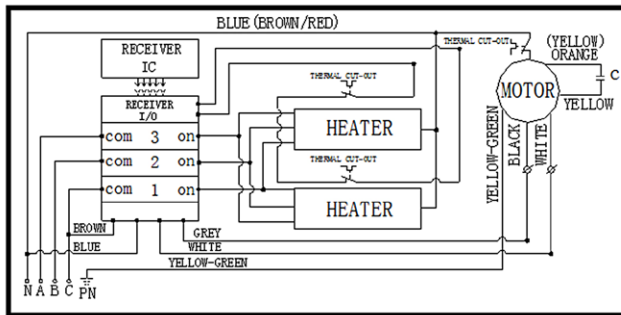 BLUE(BROWN/RED)
RECEIVER
IC
THERMAL CUT-OUT
(YELLOW)
ORANGE
C
MOTOR
YELLOW
RECEIVER
I/O
THERMAL CUT-OUT
com 3 on
HEATER
com 2 on
THERMAL CUT-OUT
com 1 on
HEATER
YELLOW-GREEN
BLACK
WHITE
BROWN
GREY
BLUE
WHITE
YELLOW-GREEN
N A B C PN